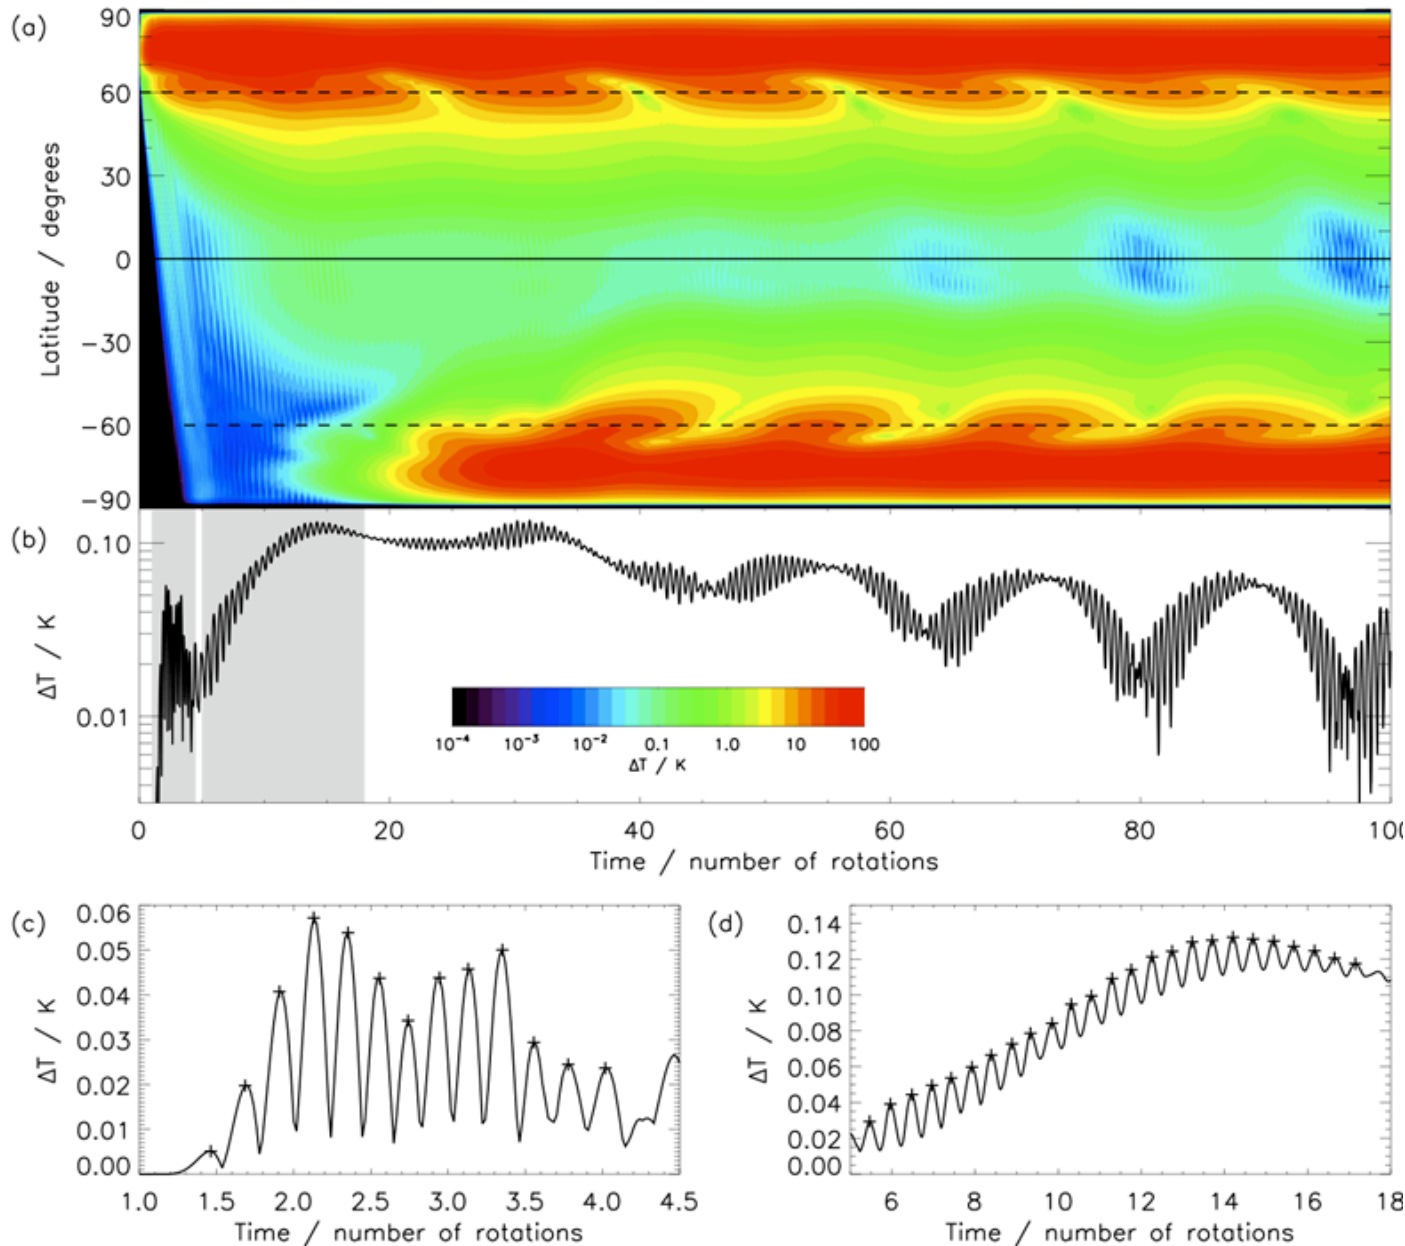 (a)
90
60
30
0
−30
−60
−90
Latitude / degrees
(b)
0.10
0.01
ΔT / K
10⁻⁴ 10⁻³ 10⁻² 0.1 1.0 10 100
ΔT / K
0 20 40 60 80 100
Time / number of rotations
(c)
0.06
0.05
0.04
0.03
0.02
0.01
0.00
ΔT / K
1.0 1.5 2.0 2.5 3.0 3.5 4.0 4.5
Time / number of rotations
(d)
0.14
0.12
0.10
0.08
0.06
0.04
0.02
0.00
ΔT / K
6 8 10 12 14 16 18
Time / number of rotations